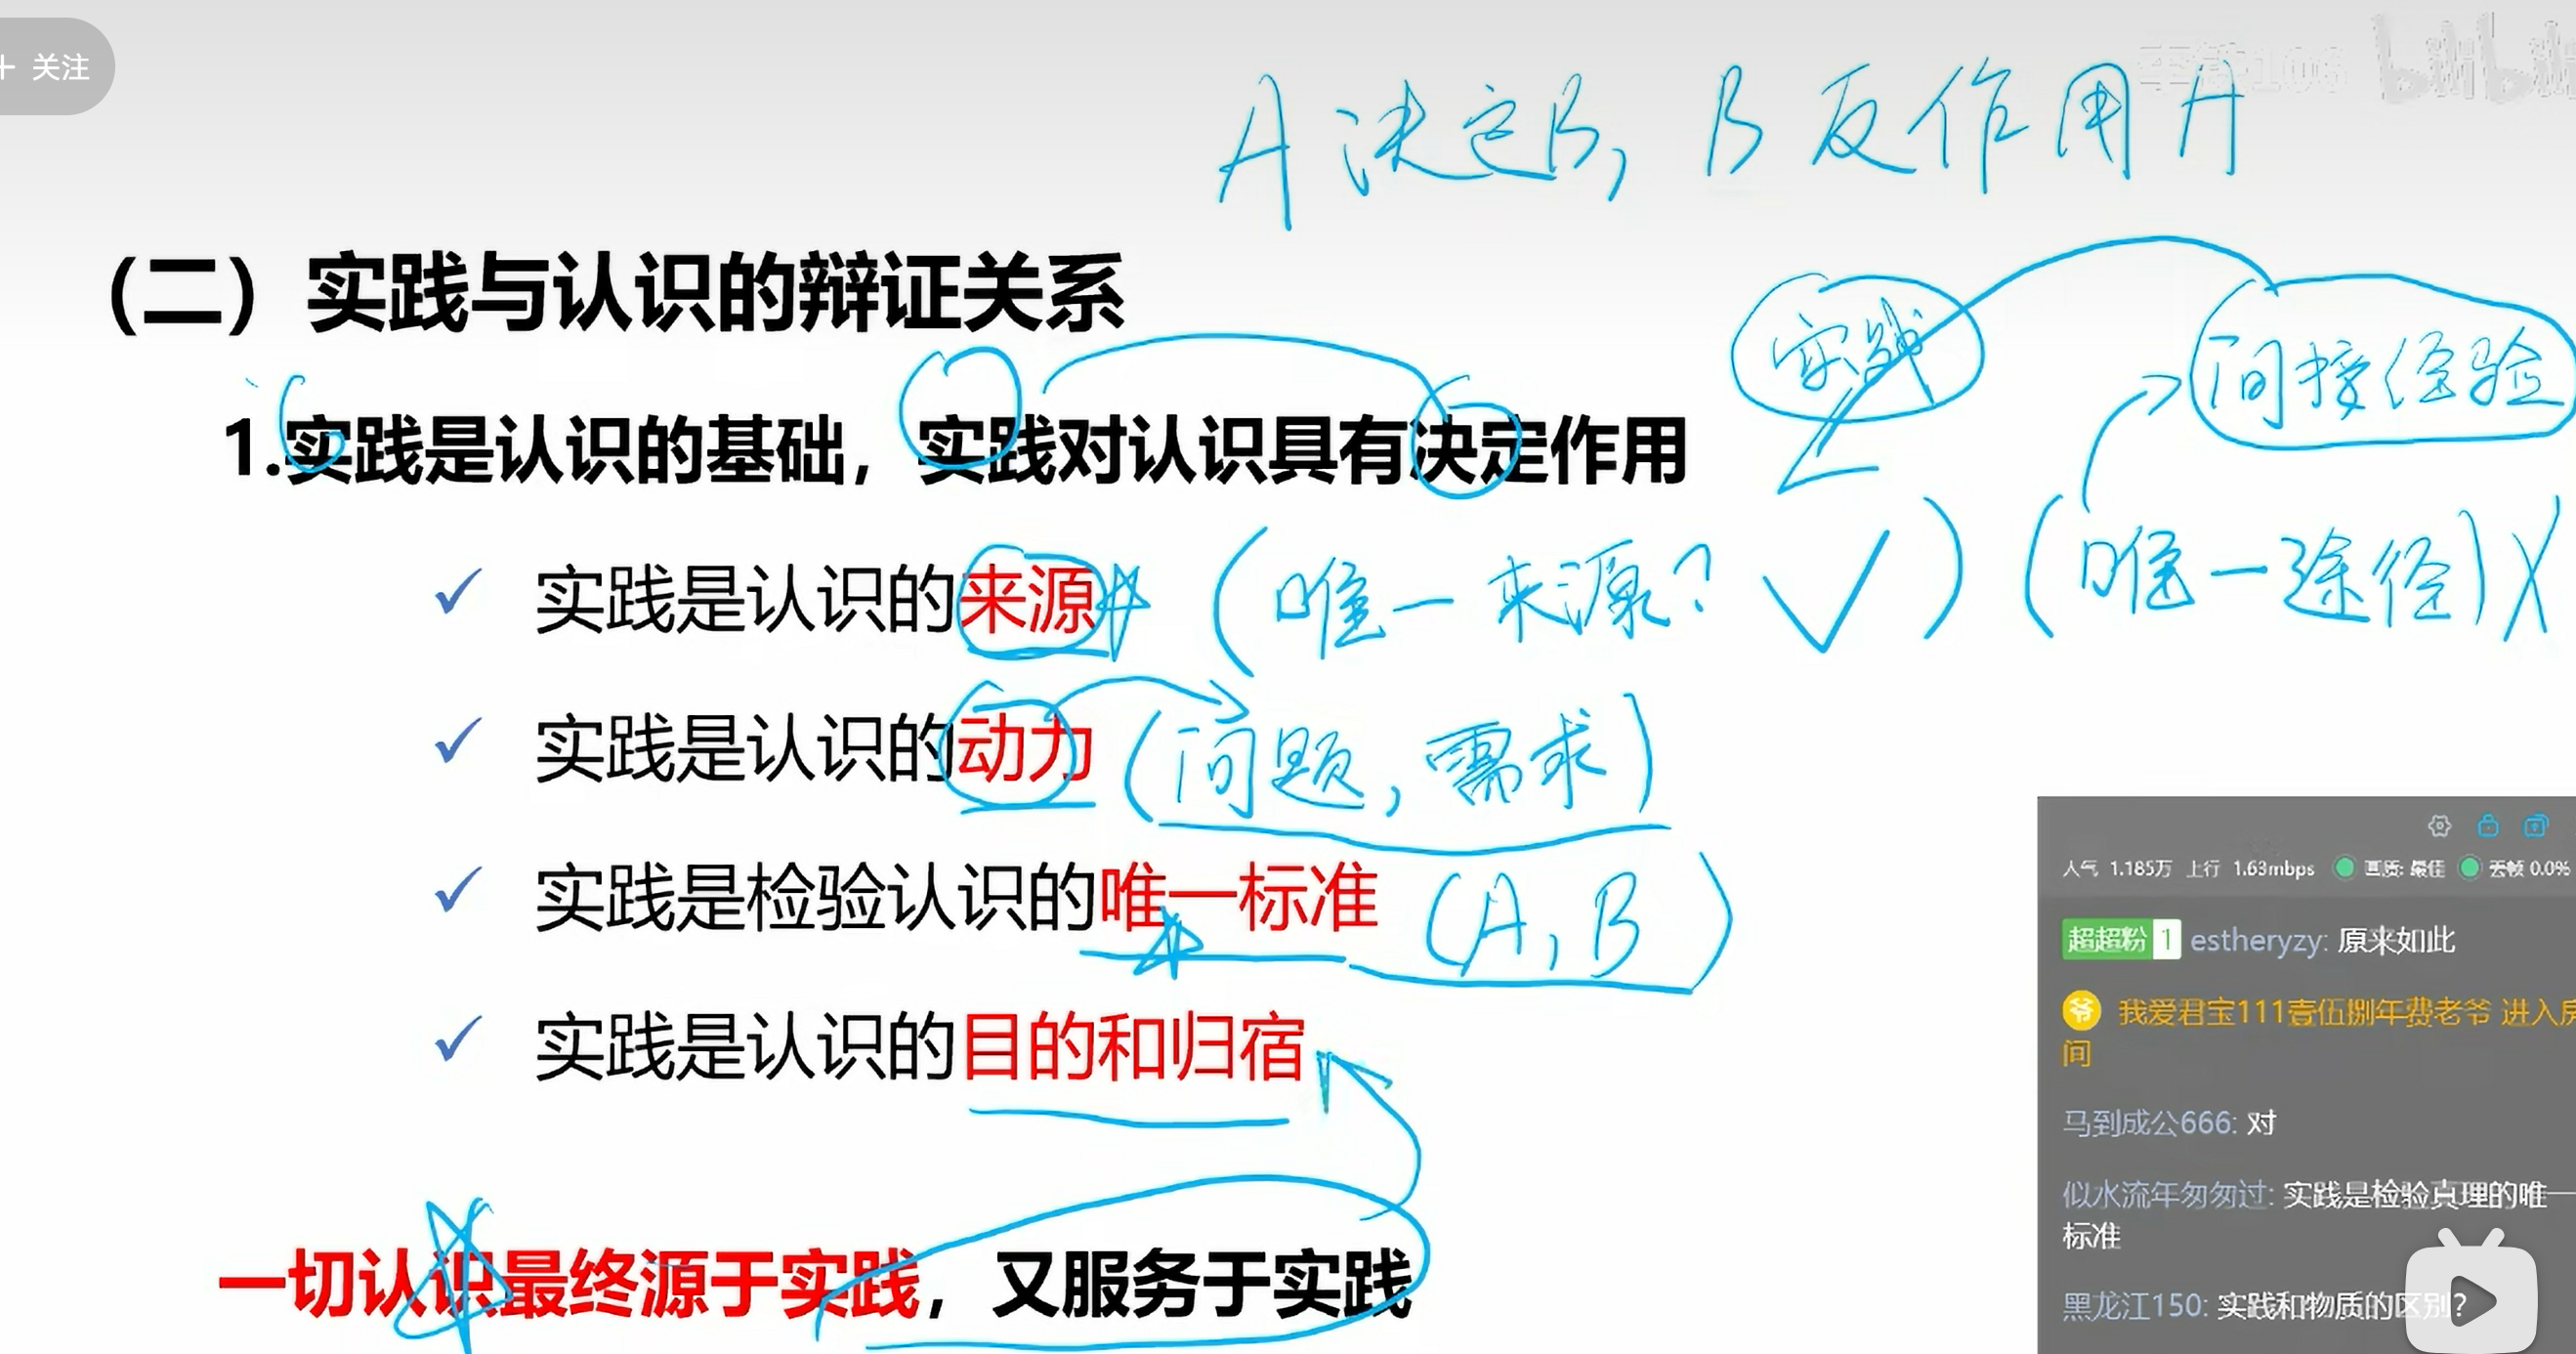 + 关注
bilibili
A决定B, B反作用A
（二）实践与认识的辩证关系
实践
间接经验
1.实践是认识的基础，实践对认识具有决定作用
✓ 实践是认识的来源 (唯一来源? ✓) (唯一途径) X
✓ 实践是认识的动力 (问题, 需求)
✓ 实践是检验认识的唯一标准 (A, B)
✓ 实践是认识的目的和归宿
一切认识最终源于实践，又服务于实践
人气 1.185万 上行 1.63mbps 画质: 最佳 丢帧 0.0%
超超粉 1 estheryzy: 原来如此
爷 我爱君宝111壹伍捌年费老爷 进入房
间
马到成公666: 对
似水流年匆匆过: 实践是检验真理的唯一
标准
黑龙江150: 实践和物质的区别?